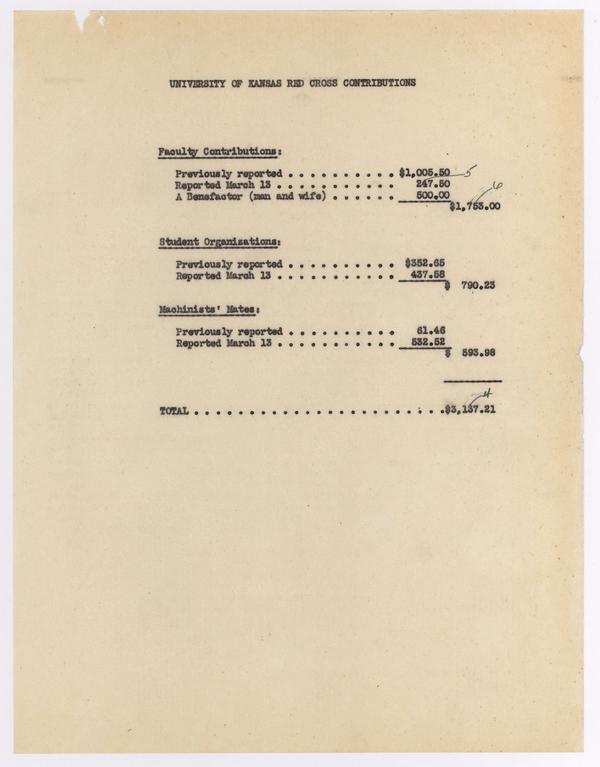 UNIVERSITY OF KANSAS RED CROSS CONTRIBUTIONS
Faculty Contributions:
Previously reported . . . . . . . . . . $1,005.50 5
Reported March 13 . . . . . . . . . . . 247.50
A Benefactor (man and wife) . . . . . . 500.00
6
$1,753.00
Student Organizations:
Previously reported . . . . . . . . . . $352.65
Reported March 13 . . . . . . . . . . . 437.58
$ 790.23
Machinists' Mates:
Previously reported . . . . . . . . . . 61.46
Reported March 13 . . . . . . . . . . . 532.52
$ 593.98
TOTAL . . . . . . . . . . . . . . . . . . . . . . . .$3,137.21